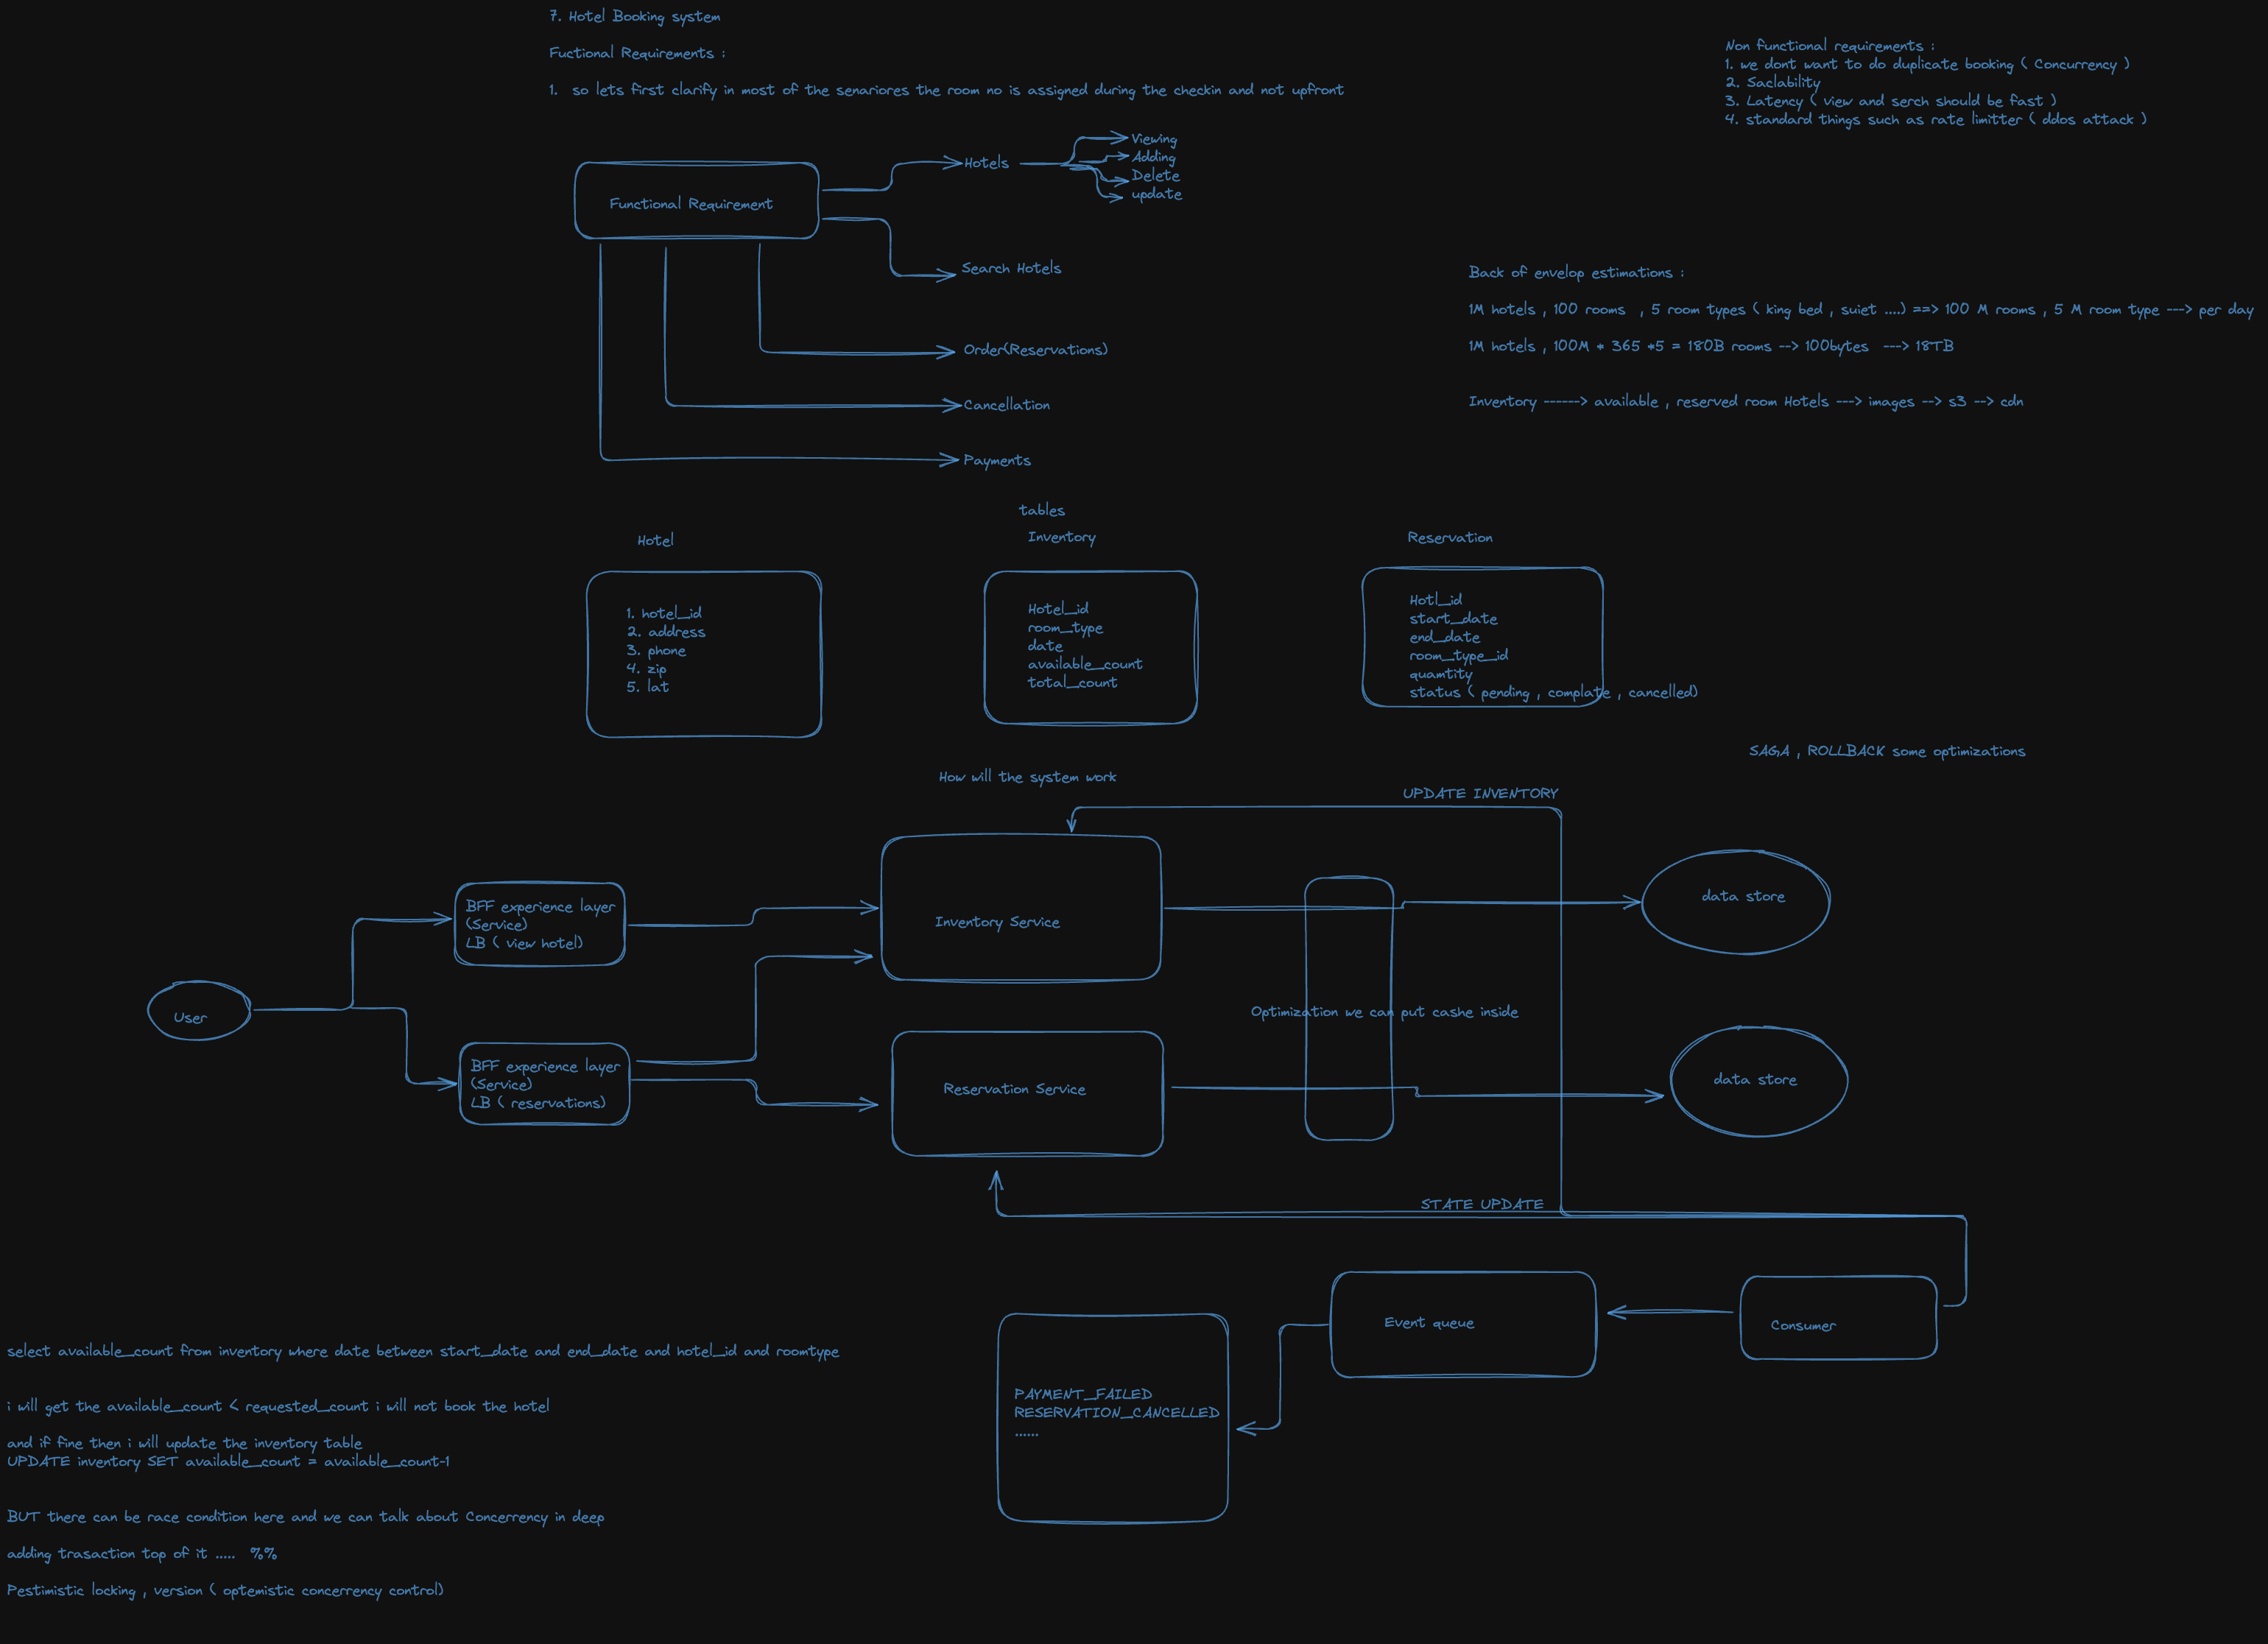 7. Hotel Booking system
Fuctional Requirements :
1. so lets first clarify in most of the senariores the room no is assigned during the checkin and not upfront
Non functional requirements :
1. we dont want to do duplicate booking ( Concurrency )
2. Saclability
3. Latency ( view and serch should be fast )
4. standard things such as rate limitter ( ddos attack )
Functional Requirement
Hotels
Viewing
Adding
Delete
update
Search Hotels
Order(Reservations)
Cancellation
Payments
Back of envelop estimations :
1M hotels , 100 rooms , 5 room types ( king bed , suiet ....) ==> 100 M rooms , 5 M room type ---> per day
1M hotels , 100M * 365 *5 = 180B rooms --> 100bytes ---> 18TB
Inventory ------> available , reserved room Hotels ---> images --> s3 --> cdn
tables
Hotel
1. hotel_id
2. address
3. phone
4. zip
5. lat
Inventory
Hotel_id
room_type
date
available_count
total_count
Reservation
Hotl_id
start_date
end_date
room_type_id
quamtity
status ( pending , complate , cancelled)
SAGA , ROLLBACK some optimizations
How will the system work
UPDATE INVENTORY
User
BFF experience layer
(Service)
LB ( view hotel)
BFF experience layer
(Service)
LB ( reservations)
Inventory Service
Reservation Service
Optimization we can put cashe inside
data store
data store
STATE UPDATE
Event queue
Consumer
PAYMENT_FAILED
RESERVATION_CANCELLED
......
select available_count from inventory where date between start_date and end_date and hotel_id and roomtype
i will get the available_count < requested_count i will not book the hotel
and if fine then i will update the inventory table
UPDATE inventory SET available_count = available_count-1
BUT there can be race condition here and we can talk about Concerrency in deep
adding trasaction top of it ..... %%
Pestimistic locking , version ( optemistic concerrency control)